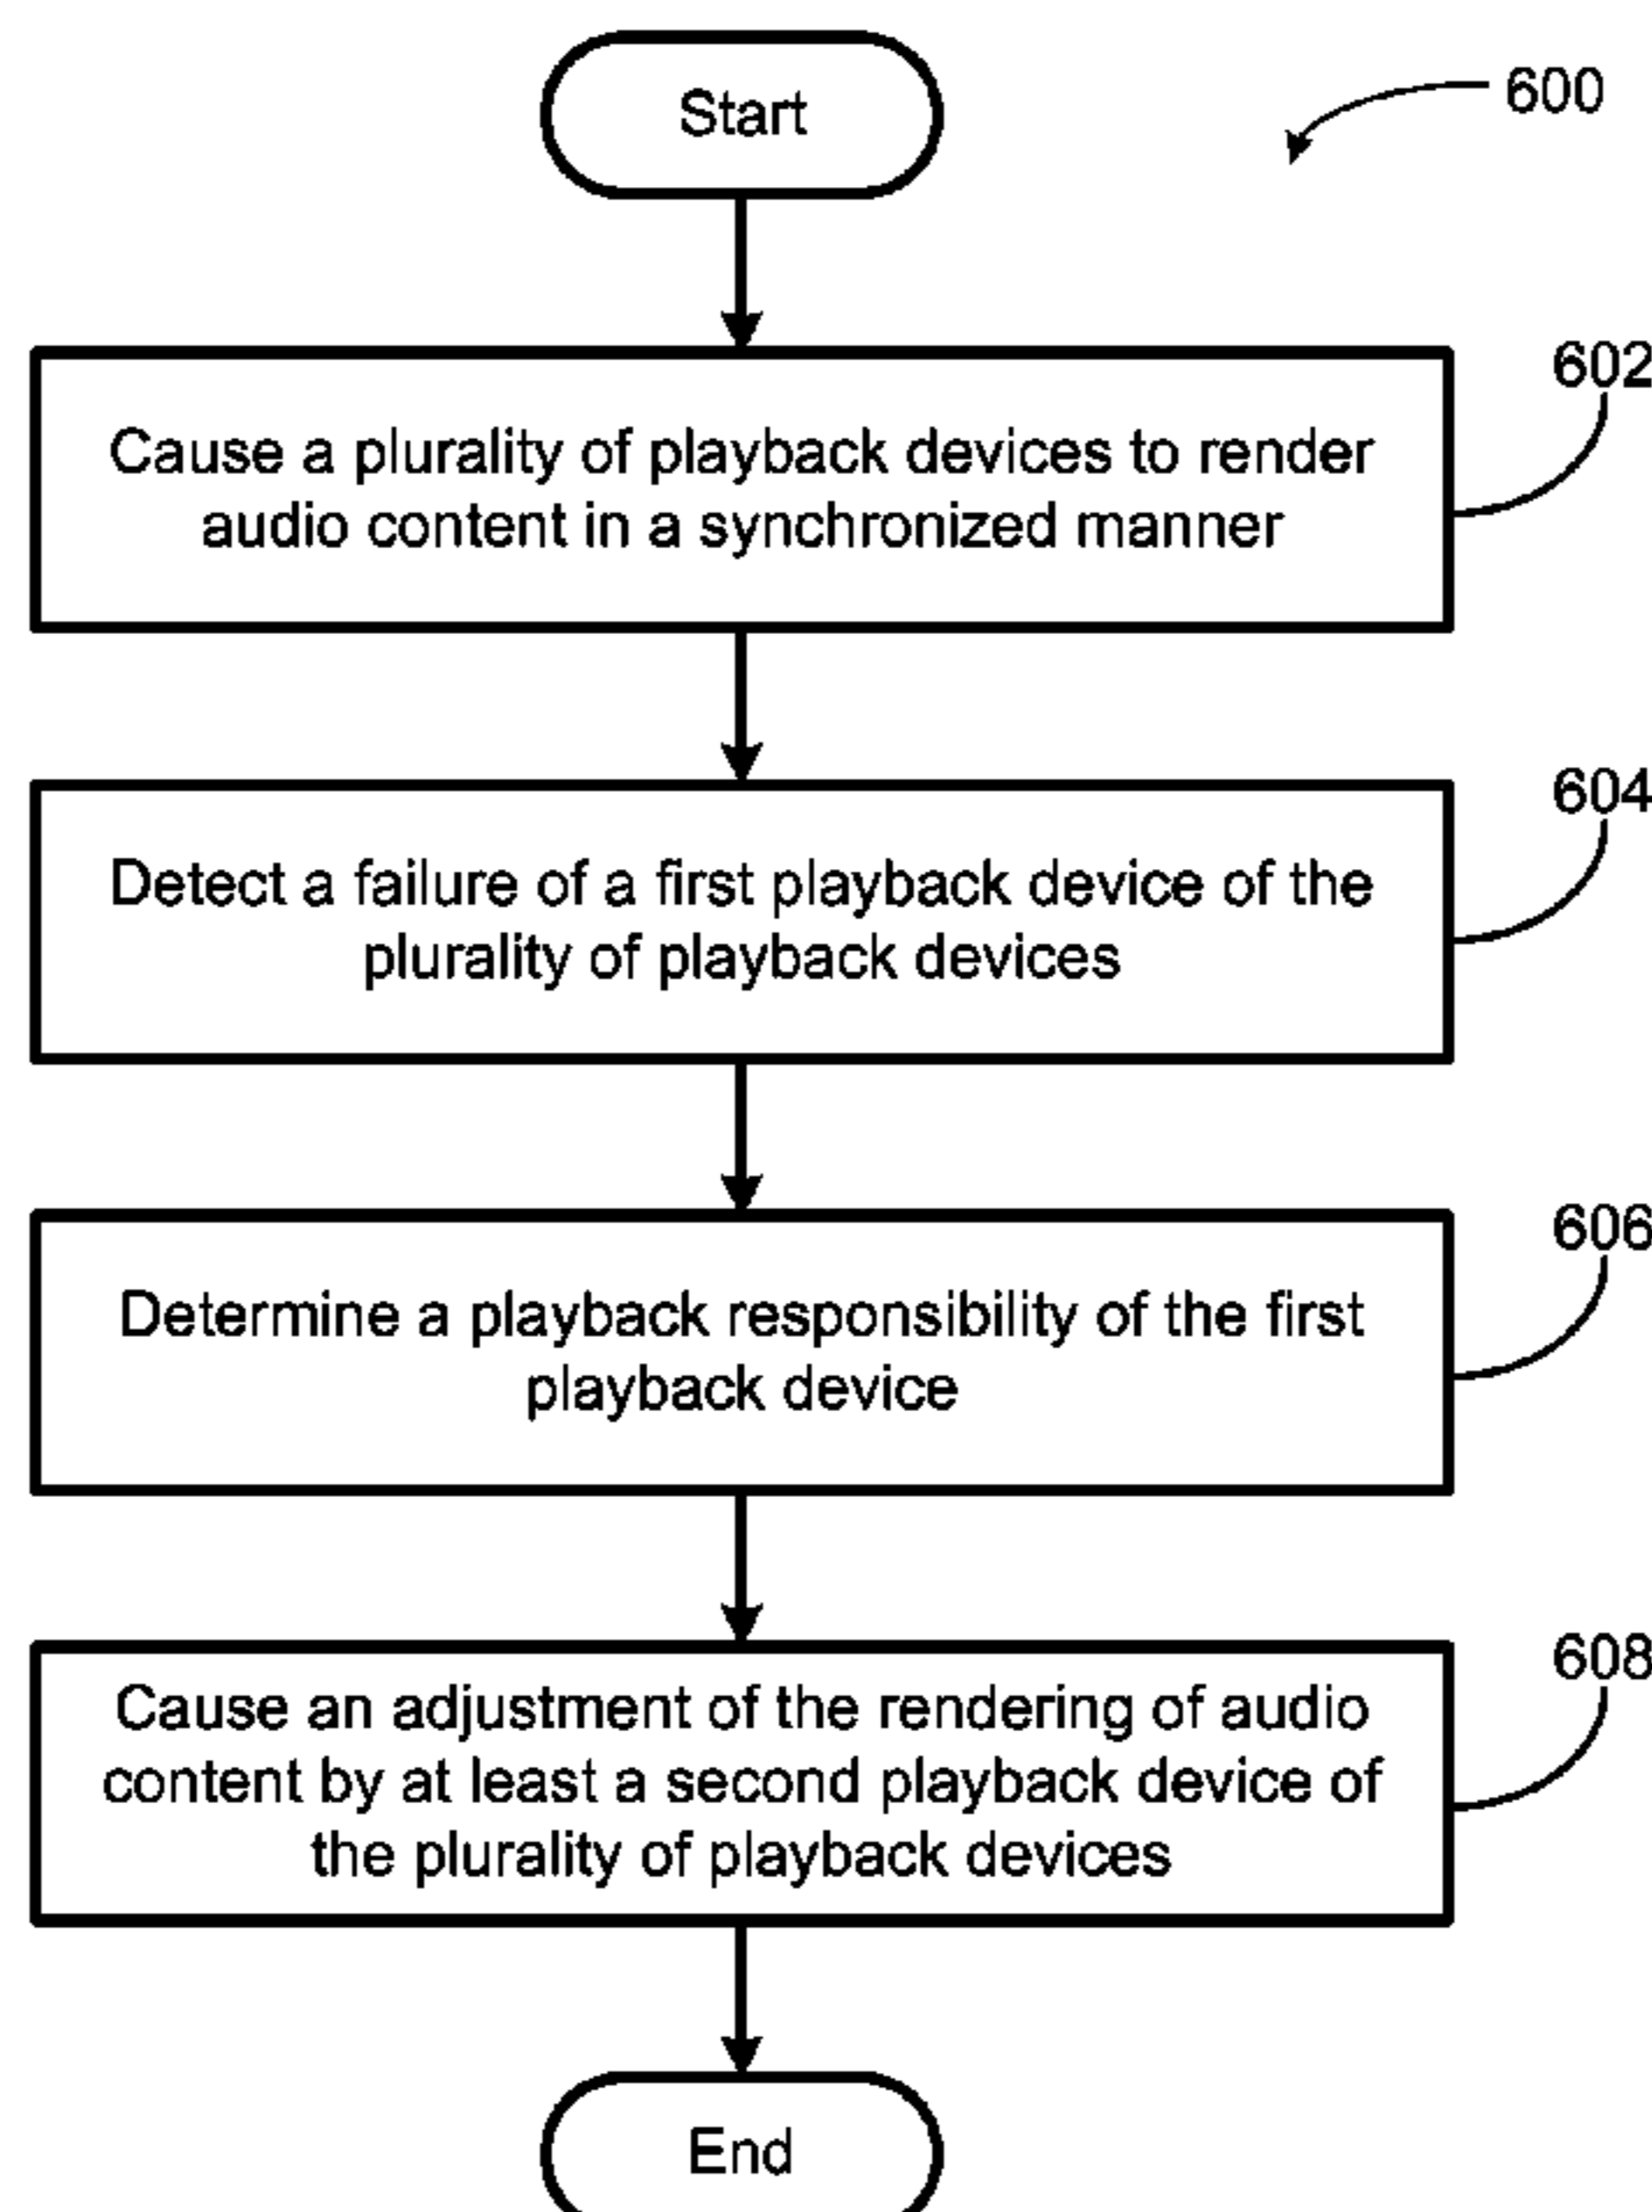 Start
600
602
Cause a plurality of playback devices to render
audio content in a synchronized manner
604
Detect a failure of a first playback device of the
plurality of playback devices
606
Determine a playback responsibility of the first
playback device
608
Cause an adjustment of the rendering of audio
content by at least a second playback device of
the plurality of playback devices
End